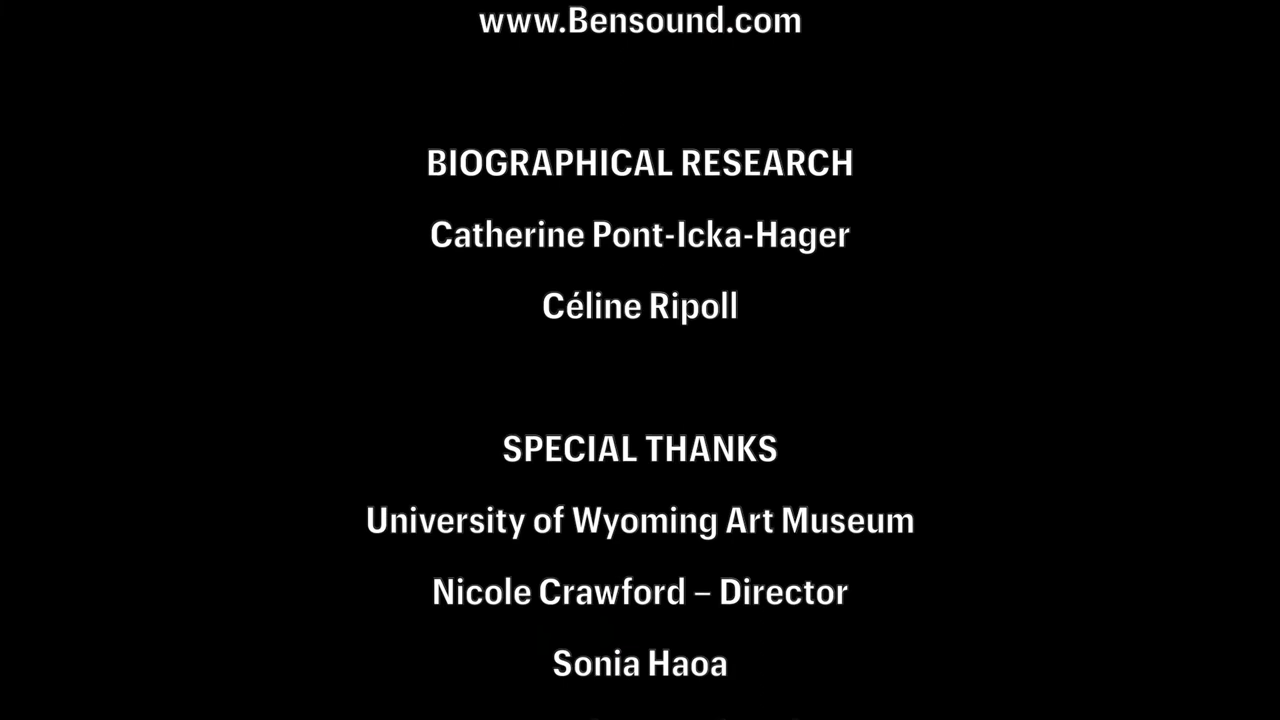 www.Bensound.com
BIOGRAPHICAL RESEARCH
Catherine Pont-Icka-Hager
Céline Ripoll
SPECIAL THANKS
University of Wyoming Art Museum
Nicole Crawford – Director
Sonia Haoa